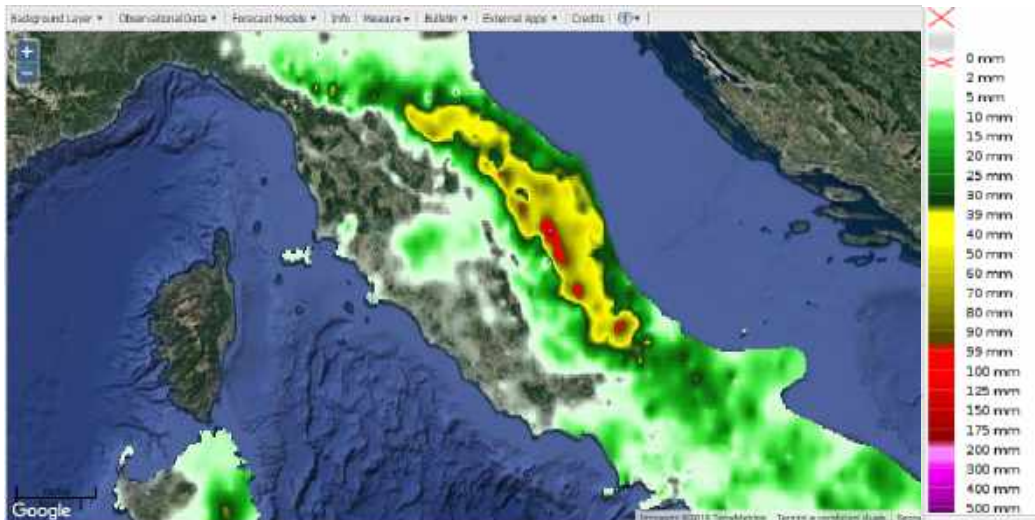 Background Layer ▾ | Observational Data ▾ | Forecast Models ▾ | Info | Measure ▾ | Bulletin ▾ | External Apps ▾ | Credits |
+
−
0 mm
2 mm
5 mm
10 mm
15 mm
20 mm
25 mm
30 mm
39 mm
40 mm
50 mm
60 mm
70 mm
80 mm
90 mm
99 mm
100 mm
125 mm
150 mm
175 mm
200 mm
300 mm
400 mm
500 mm
Google